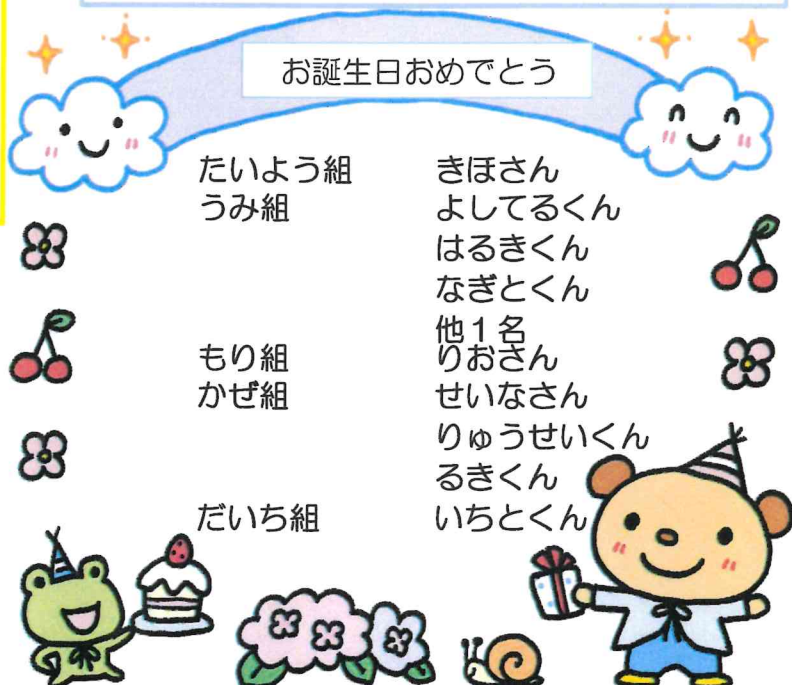 お誕生日おめでとう
たいよう組 きほさん
うみ組 よしてるくん
はるきくん
なぎとくん
他1名
もり組 りおさん
かぜ組 せいなさん
りゅうせいくん
るきくん
だいち組 いちとくん